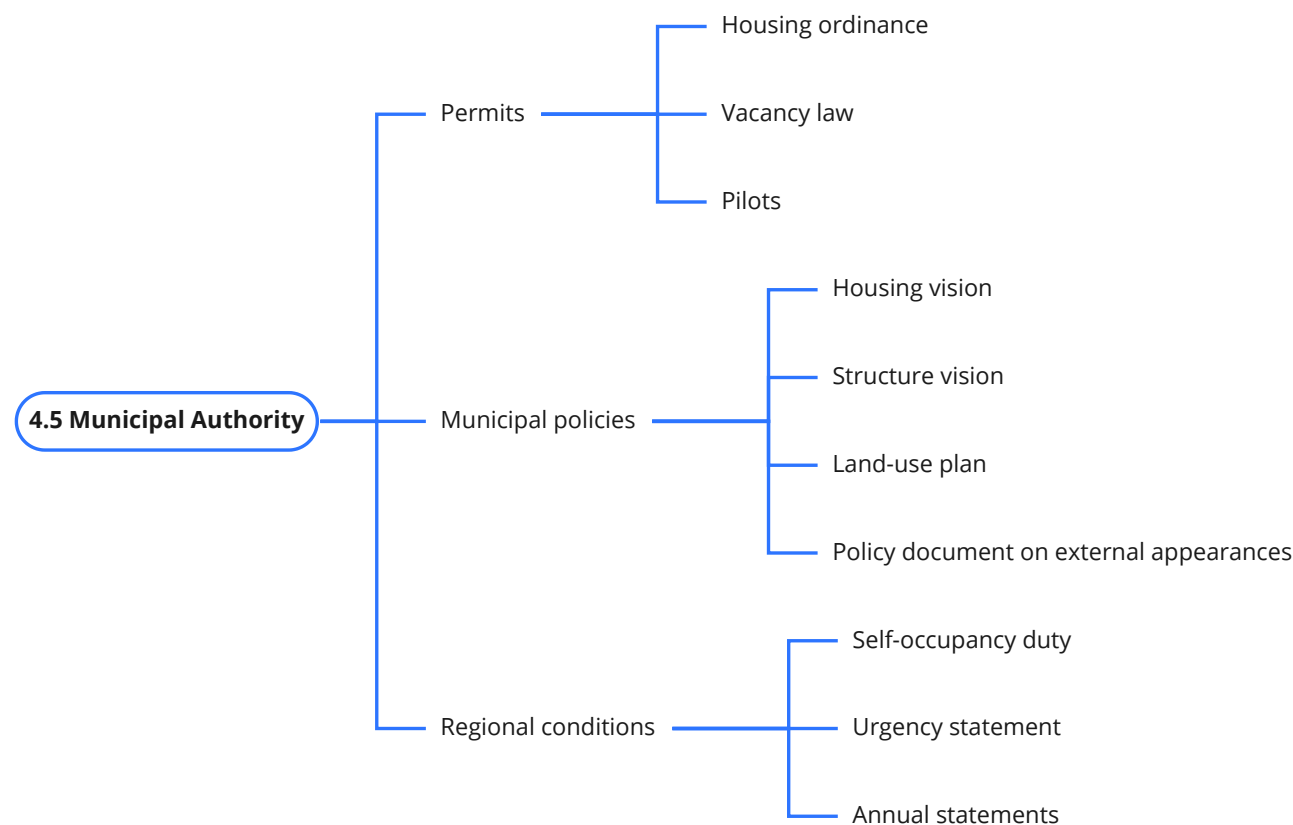 4.5 Municipal Authority
Permits
Housing ordinance
Vacancy law
Pilots
Municipal policies
Housing vision
Structure vision
Land-use plan
Policy document on external appearances
Regional conditions
Self-occupancy duty
Urgency statement
Annual statements